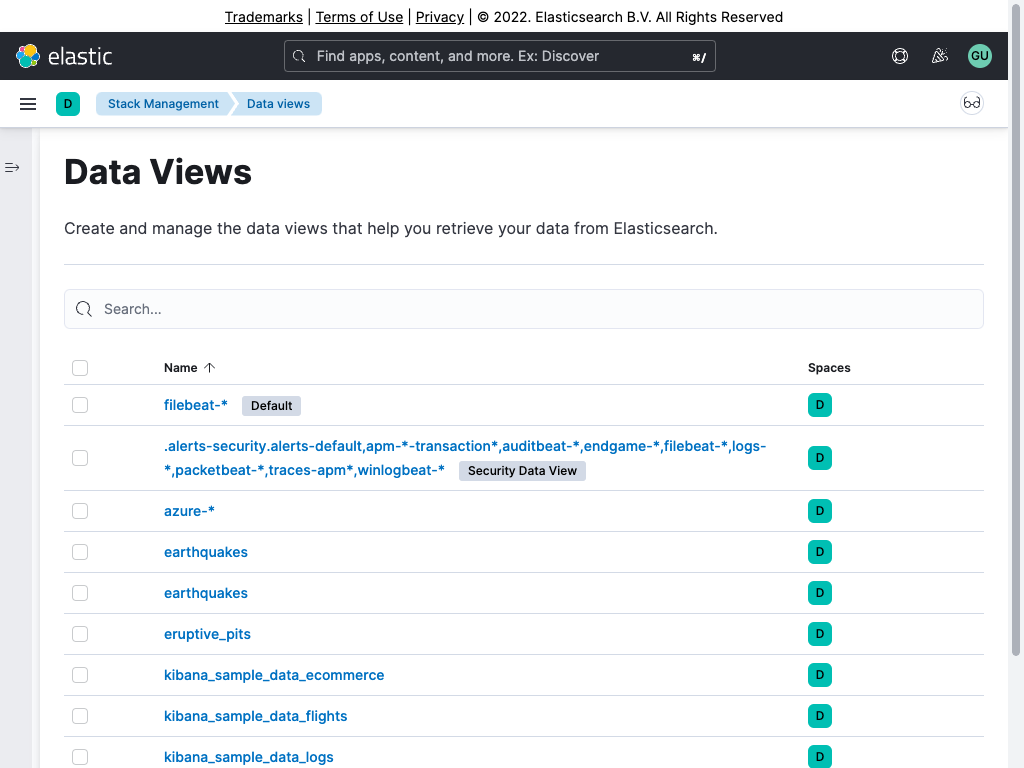 Trademarks | Terms of Use | Privacy | © 2022. Elasticsearch B.V. All Rights Reserved
elastic Find apps, content, and more. Ex: Discover ⌘/ GU
D Stack Management Data views
Data Views
Create and manage the data views that help you retrieve your data from Elasticsearch.
Search...
Name Spaces
filebeat-* Default D
.alerts-security.alerts-default,apm-*-transaction*,auditbeat-*,endgame-*,filebeat-*,logs-
*,packetbeat-*,traces-apm*,winlogbeat-* Security Data View D
azure-* D
earthquakes D
earthquakes D
eruptive_pits D
kibana_sample_data_ecommerce D
kibana_sample_data_flights D
kibana_sample_data_logs D